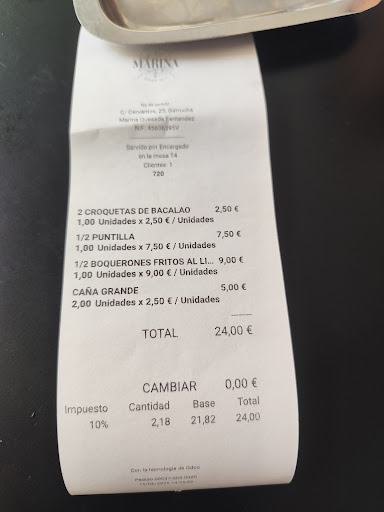 MARINA
C/ Cervantes, 25, Garrucha
Marina Quesada Fernandez
Servido por Encargado
en la mesa 14
Clientes: 1
720
2 CROQUETAS DE BACALAO 2,50 €
1,00 Unidades x 2,50 € / Unidades
1/2 PUNTILLA 7,50 €
1,00 Unidades x 7,50 € / Unidades
1/2 BOQUERONES FRITOS AL LI... 9,00 €
1,00 Unidades x 9,00 € / Unidades
CAÑA GRANDE 5,00 €
2,00 Unidades x 2,50 € / Unidades
TOTAL 24,00 €
CAMBIAR 0,00 €
Impuesto Cantidad Base Total
10% 2,18 21,82 24,00
Con la tecnología de Odoo